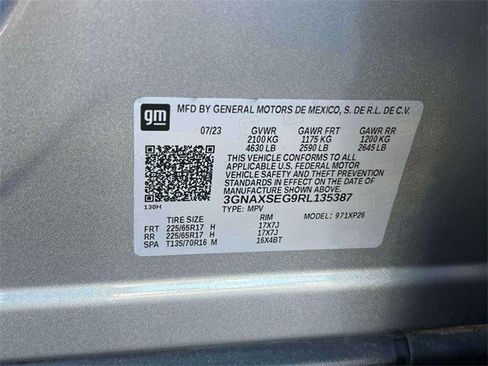 gm MFD BY GENERAL MOTORS DE MEXICO, S. DE R.L. DE C.V.
07/23 GVWR GAWR FRT GAWR RR
2100 KG 1175 KG 1200 KG
4630 LB 2590 LB 2645 LB
THIS VEHICLE CONFORMS TO ALL
APPLICABLE U.S. FEDERAL MOTOR
VEHICLE SAFETY AND THEFT
PREVENTION STANDARDS IN EFFECT
ON THE DATE OF MANUFACTURE
SHOWN ABOVE.
3GNAXSEG9RL135387
130H TYPE: MPV MODEL: 971XP26
TIRE SIZE RIM
FRT 225/65R17 H 17X7J
RR 225/65R17 H 17X7J
SPA T135/70R16 M 16X4BT